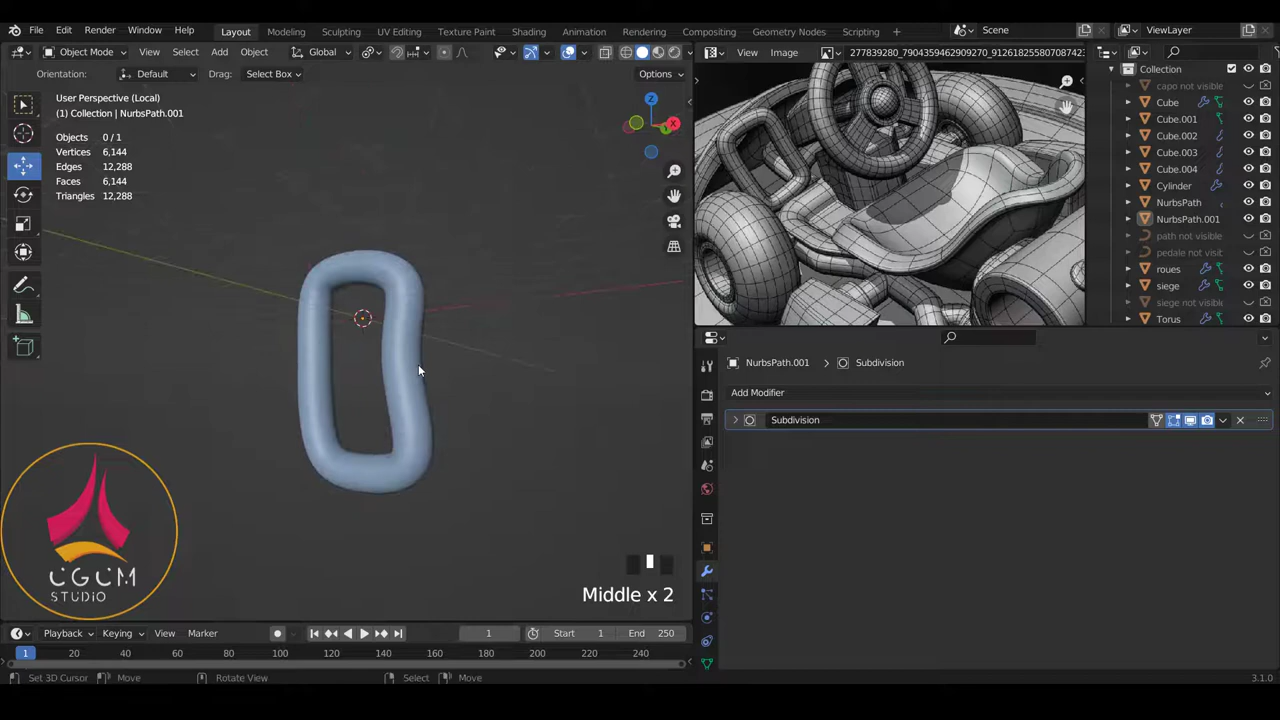 File Edit Render Window Help Layout Modeling Sculpting UV Editing Texture Paint Shading Animation Rendering Compositing Geometry Nodes Scripting Scene ViewLayer
Object Mode View Select Add Object Global View Image 277839280_7904359462909270_912618255807087423
Orientation: Default Drag: Select Box Options
User Perspective (Local)
(1) Collection | NurbsPath.001
Objects 0 / 1
Vertices 6,144
Edges 12,288
Faces 6,144
Triangles 12,288
Z
X
Collection
capo not visible
Cube
Cube.001
Cube.002
Cube.003
Cube.004
Cylinder
NurbsPath
NurbsPath.001
path not visible
pedale not visible
roues
siege
siege not visible
Torus
NurbsPath.001 Subdivision
Add Modifier
Subdivision
CGCM
STUDIO
Middle x 2
Playback Keying View Marker 1 Start 1 End 250
1 20 40 60 80 100 120 140 160 180 200 220 240
Set 3D Cursor Move Rotate View Select Move 3.1.0